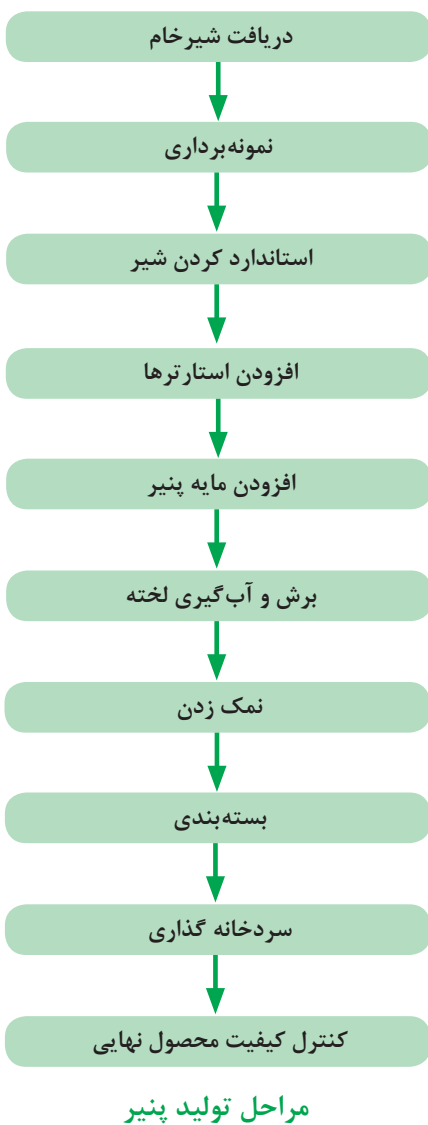 دریافت شیرخام
نمونه‌برداری
استاندارد کردن شیر
افزودن استارترها
افزودن مایه پنیر
برش و آب‌گیری لخته
نمک زدن
بسته‌بندی
سردخانه گذاری
کنترل کیفیت محصول نهایی
مراحل تولید پنیر